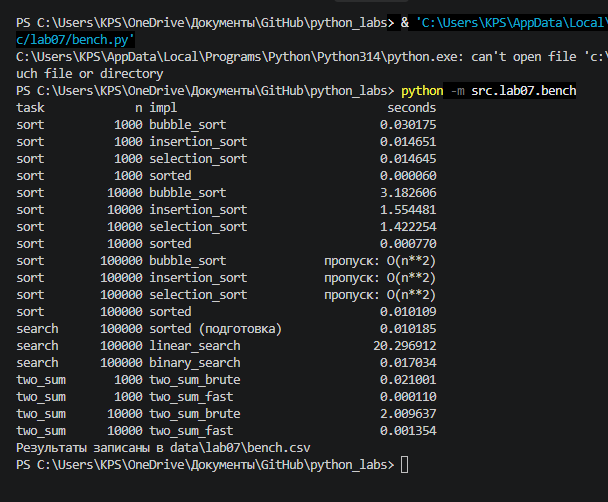 PS C:\Users\KPS\OneDrive\Документы\GitHub\python_labs> & 'C:\Users\KPS\AppData\Local\
c/lab07/bench.py'
C:\Users\KPS\AppData\Local\Programs\Python\Python314\python.exe: can't open file 'c:\
uch file or directory
PS C:\Users\KPS\OneDrive\Документы\GitHub\python_labs> python -m src.lab07.bench
task n impl seconds
sort 1000 bubble_sort 0.030175
sort 1000 insertion_sort 0.014651
sort 1000 selection_sort 0.014645
sort 1000 sorted 0.000060
sort 10000 bubble_sort 3.182606
sort 10000 insertion_sort 1.554481
sort 10000 selection_sort 1.422254
sort 10000 sorted 0.000770
sort 100000 bubble_sort пропуск: O(n**2)
sort 100000 insertion_sort пропуск: O(n**2)
sort 100000 selection_sort пропуск: O(n**2)
sort 100000 sorted 0.010109
search 100000 sorted (подготовка) 0.010185
search 100000 linear_search 20.296912
search 100000 binary_search 0.017034
two_sum 1000 two_sum_brute 0.021001
two_sum 1000 two_sum_fast 0.000110
two_sum 10000 two_sum_brute 2.009637
two_sum 10000 two_sum_fast 0.001354
Результаты записаны в data\lab07\bench.csv
PS C:\Users\KPS\OneDrive\Документы\GitHub\python_labs>